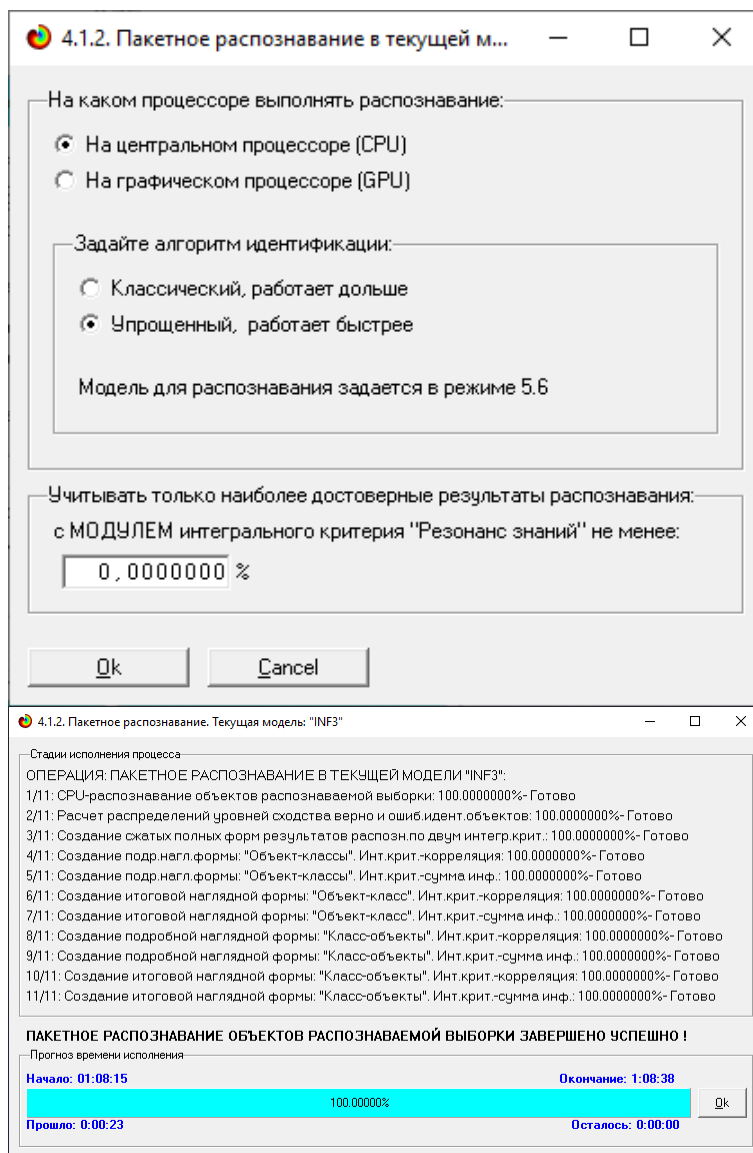 4.1.2. Пакетное распознавание в текущей м...
На каком процессоре выполнять распознавание:
На центральном процессоре (CPU)
На графическом процессоре (GPU)
Задайте алгоритм идентификации:
Классический, работает дольше
Упрощенный, работает быстрее
Модель для распознавания задается в режиме 5.6
Учитывать только наиболее достоверные результаты распознавания:
с МОДУЛЕМ интегрального критерия "Резонанс знаний" не менее:
0,0000000 %
Ok Cancel
4.1.2. Пакетное распознавание. Текущая модель: "INF3"
Стадии исполнения процесса
ОПЕРАЦИЯ: ПАКЕТНОЕ РАСПОЗНАВАНИЕ В ТЕКУЩЕЙ МОДЕЛИ "INF3":
1/11: CPU-распознавание объектов распознаваемой выборки: 100.0000000%- Готово
2/11: Расчет распределений уровней сходства верно и ошиб.идент.объектов: 100.0000000%- Готово
3/11: Создание сжатых полных форм результатов распозн.по двум интегр.крит.: 100.0000000%- Готово
4/11: Создание подр.нагл.формы: "Объект-классы". Инт.крит.-корреляция: 100.0000000%- Готово
5/11: Создание подр.нагл.формы: "Объект-классы". Инт.крит.-сумма инф.: 100.0000000%- Готово
6/11: Создание итоговой наглядной формы: "Объект-класс". Инт.крит.-корреляция: 100.0000000%- Готово
7/11: Создание итоговой наглядной формы: "Объект-класс". Инт.крит.-сумма инф.: 100.0000000%- Готово
8/11: Создание подробной наглядной формы: "Класс-объекты". Инт.крит.-корреляция: 100.0000000%- Готово
9/11: Создание подробной наглядной формы: "Класс-объекты". Инт.крит.-сумма инф.: 100.0000000%- Готово
10/11: Создание итоговой наглядной формы: "Класс-объекты". Инт.крит.-корреляция: 100.0000000%- Готово
11/11: Создание итоговой наглядной формы: "Класс-объекты". Инт.крит.-сумма инф.: 100.0000000%- Готово
ПАКЕТНОЕ РАСПОЗНАВАНИЕ ОБЪЕКТОВ РАСПОЗНАВАЕМОЙ ВЫБОРКИ ЗАВЕРШЕНО УСПЕШНО !
Прогноз времени исполнения
Начало: 01:08:15 Окончание: 1:08:38
100.00000% Ok
Прошло: 0:00:23 Осталось: 0:00:00